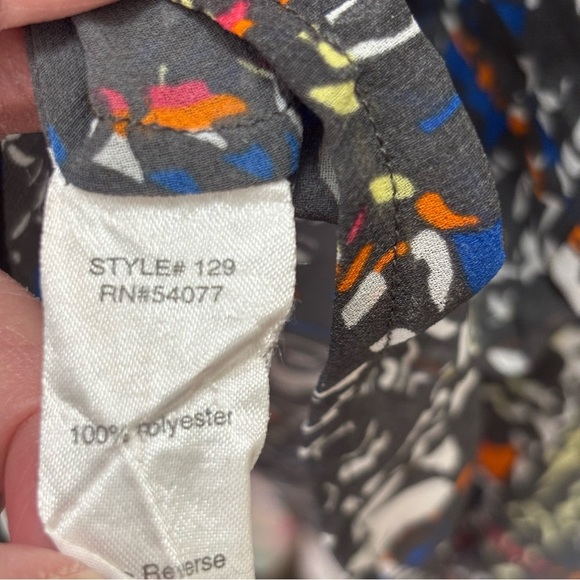 STYLE# 129
RN#54077
100% Polyester
Reverse